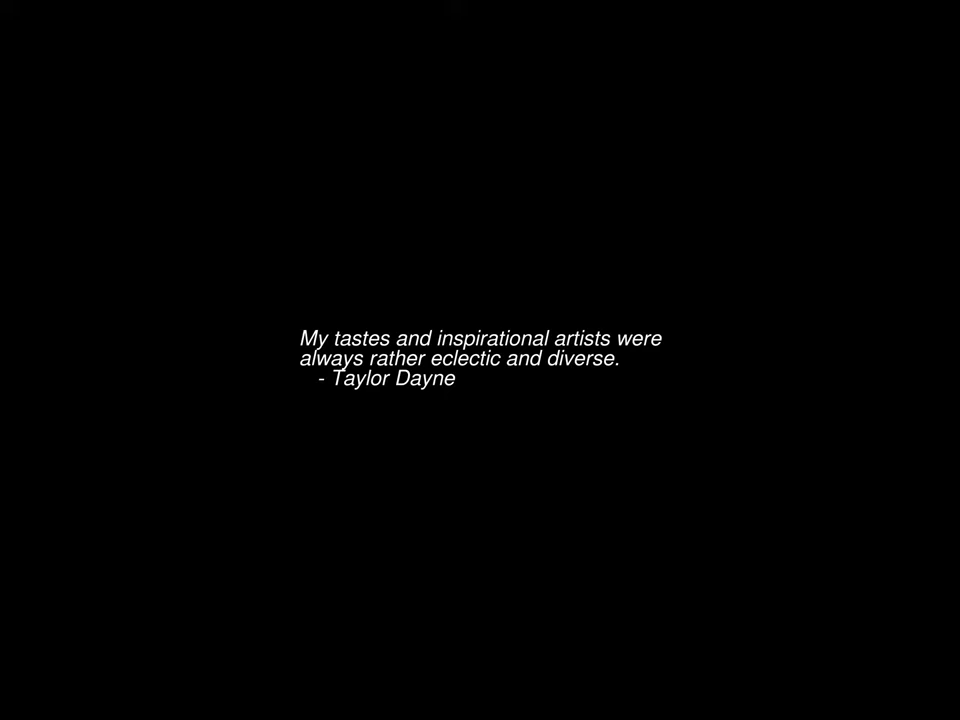 My tastes and inspirational artists were
always rather eclectic and diverse.
- Taylor Dayne